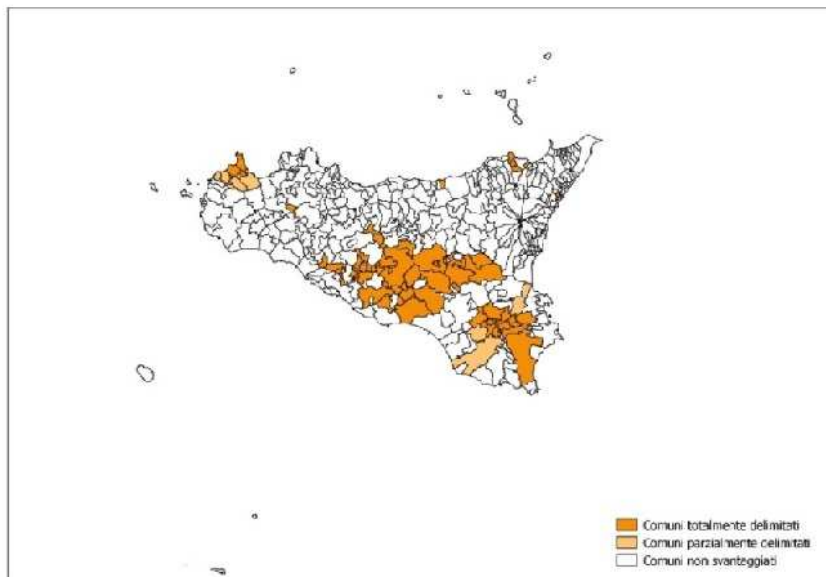 Comuni totalmente delimitati
Comuni parzialmente delimitati
Comuni non svantaggiati